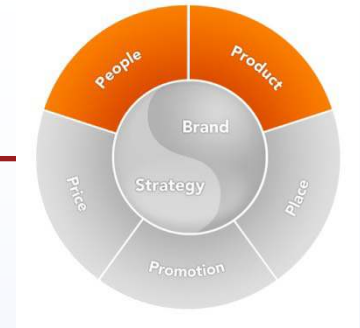 People
Product
Brand
Strategy
Price
Place
Promotion